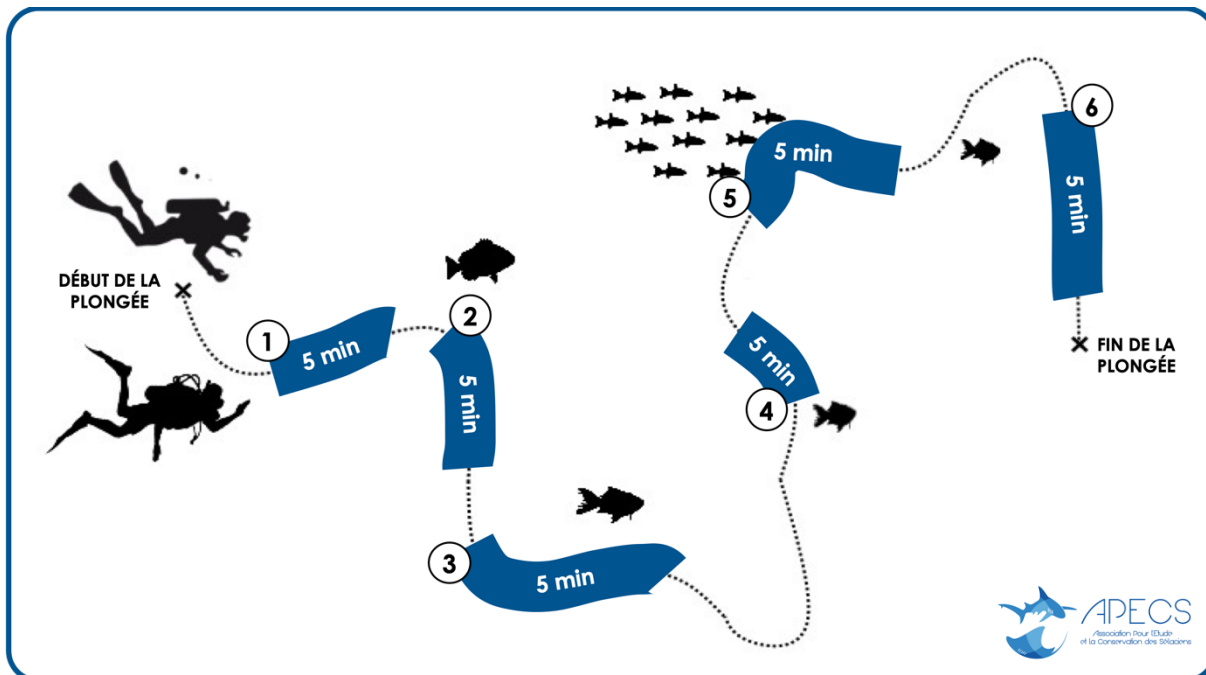 DÉBUT DE LA
PLONGÉE
1
5 min
2
5 min
3
5 min
4
5 min
5
5 min
6
5 min
FIN DE LA
PLONGÉE
APECS
Association Pour l'Etude
et la Conservation des Sélaciens